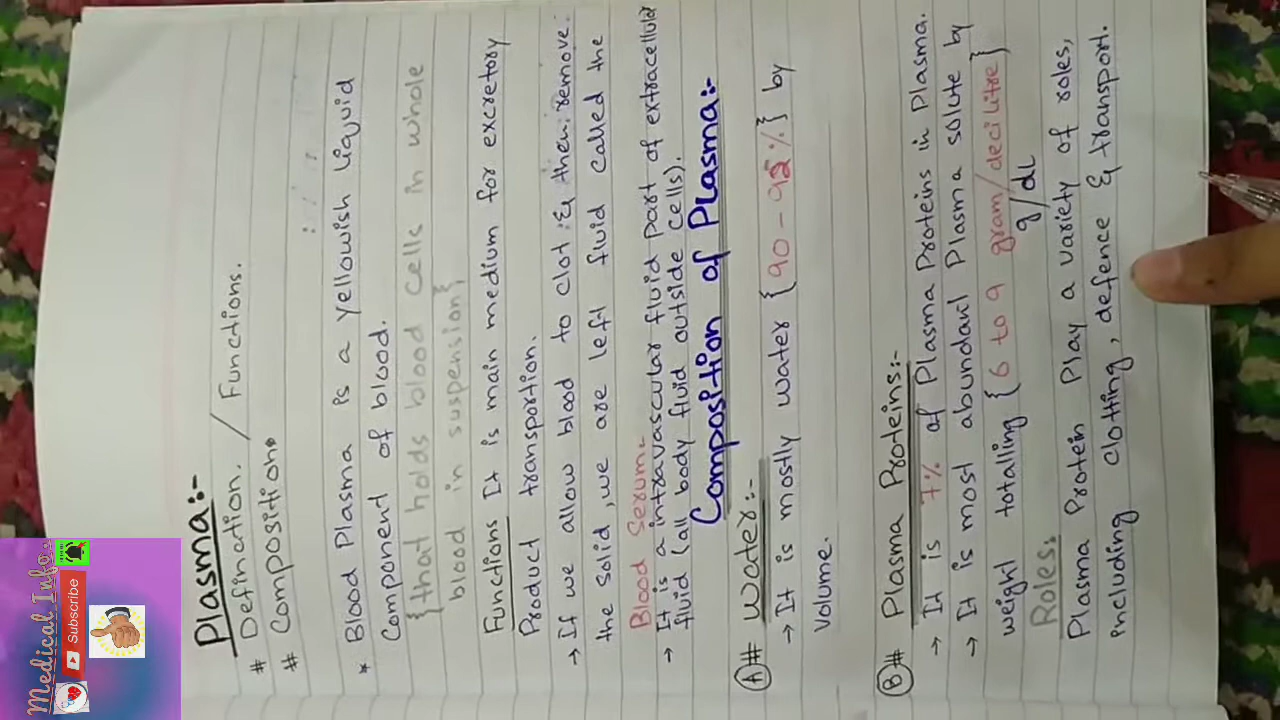 Plasma:-
# Defination. / Functions.
# Composition.
* Blood Plasma is a yellowish liquid
Component of blood.
{that holds blood cells in whole
blood in suspension}
Functions It is main medium for excretory
Product transportion.
→ If we allow blood to clot & then remove
the solid, we are left fluid called the
Blood Serum.
→ It is a intravascular fluid part of extracellular
fluid (all body fluid outside cells).
Composition of Plasma:-
A # Water:-
→ It is mostly water {90-92%} by
Volume.
B # Plasma Proteins:-
→ It is 7% of Plasma Proteins in Plasma.
→ It is most abundant Plasma solute by
weight totalling {6 to 9 gram/decilitre}
g/dL
Roles:
Plasma Protein Play a variety of roles,
including clotting, defence & transport.
Medical Info.
Subscribe